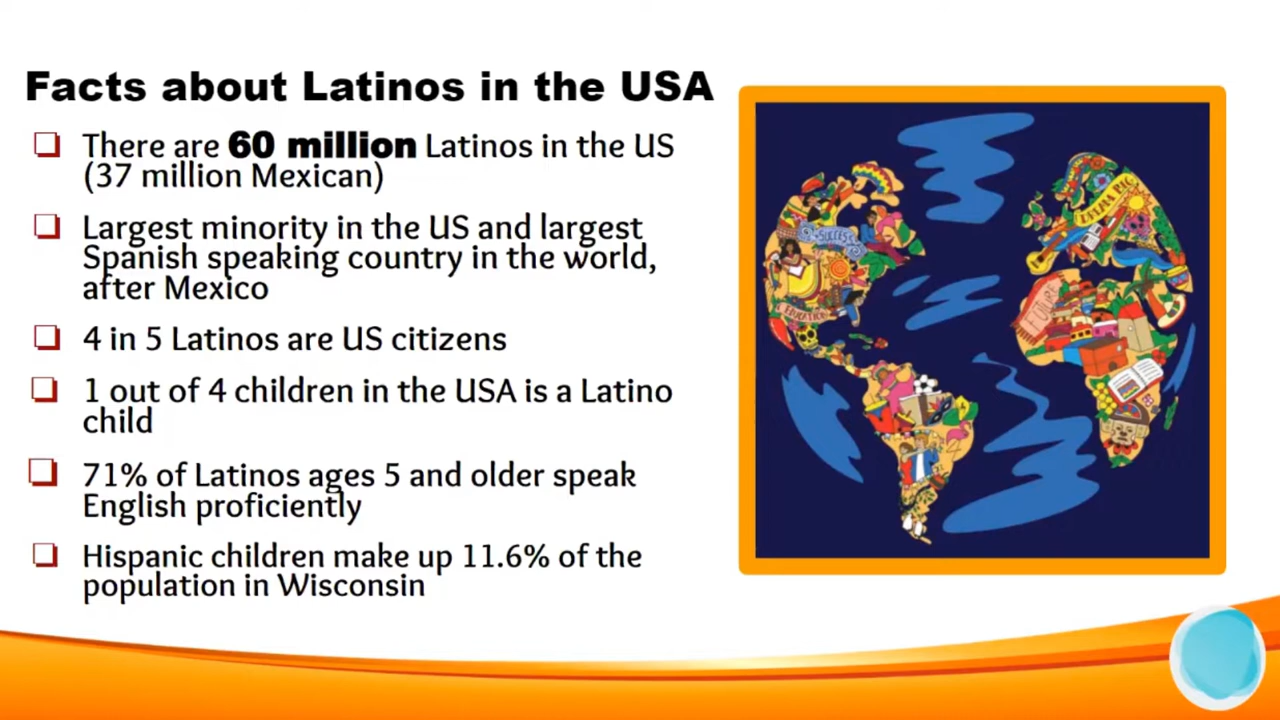 Facts about Latinos in the USA
There are 60 million Latinos in the US
(37 million Mexican)
Largest minority in the US and largest
Spanish speaking country in the world,
after Mexico
4 in 5 Latinos are US citizens
1 out of 4 children in the USA is a Latino
child
71% of Latinos ages 5 and older speak
English proficiently
Hispanic children make up 11.6% of the
population in Wisconsin
SUCCESS
EDUCATION
FUTURE